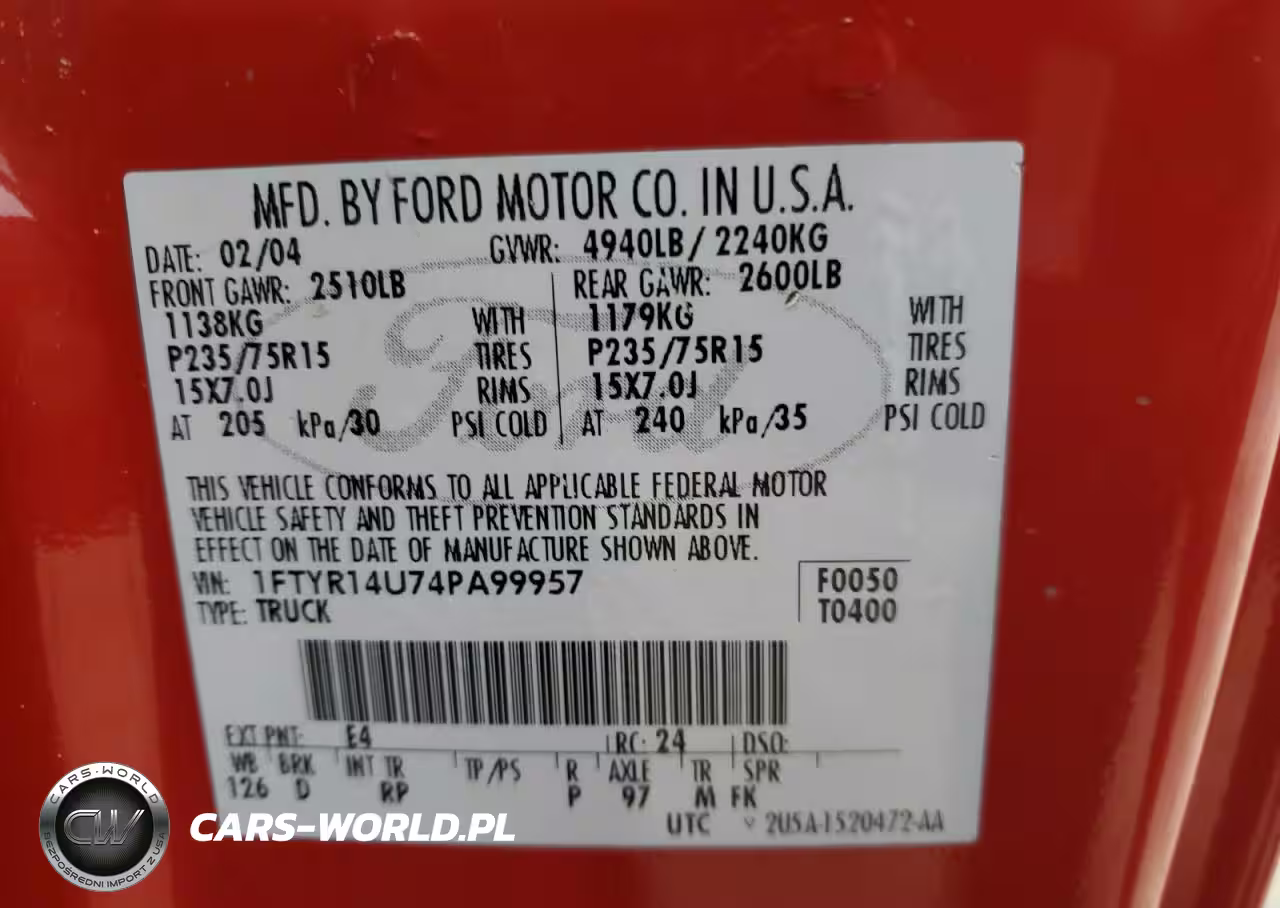 MFD. BY FORD MOTOR CO. IN U.S.A.
DATE: 02/04 GVWR: 4940LB/ 2240KG
FRONT GAWR: 2510LB REAR GAWR: 2600LB
1138KG WITH 1179KG WITH
P235/75R15 TIRES P235/75R15 TIRES
15X7.0J RIMS 15X7.0J RIMS
AT 205 kPa/30 PSI COLD AT 240 kPa/35 PSI COLD
Ford
THIS VEHICLE CONFORMS TO ALL APPLICABLE FEDERAL MOTOR
VEHICLE SAFETY AND THEFT PREVENTION STANDARDS IN
EFFECT ON THE DATE OF MANUFACTURE SHOWN ABOVE.
VIN: 1FTYR14U74PA99957 F0050
TYPE: TRUCK T0400
EXT PNT: E4 RC: 24 DSO:
WB BRK INT TR TP/PS R AXLE TR SPR
126 D RP P 97 M FK
UTC 2U5A-1520472-AA
CARS-WORLD
CW
BEZPOŚREDNI IMPORT Z USA
CARS-WORLD.PL